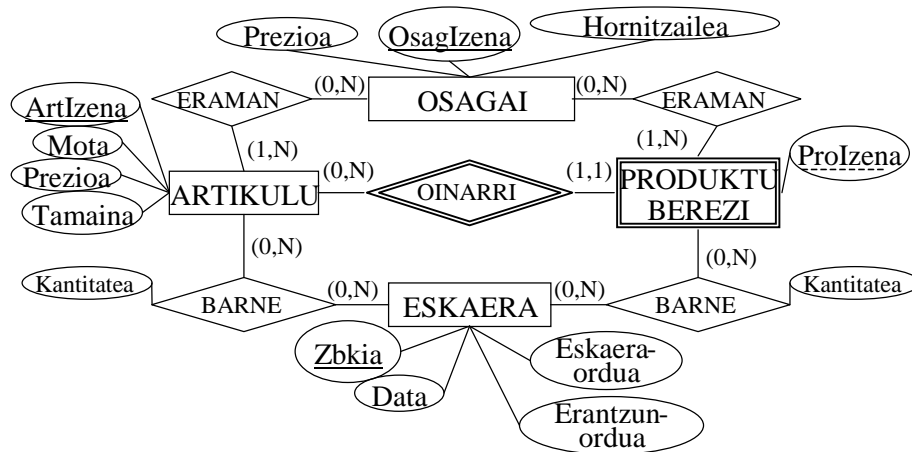 Prezioa
OsagIzena
Hornitzailea
ERAMAN
(0,N)
OSAGAI
(0,N)
ERAMAN
ArtIzena
Mota
Prezioa
Tamaina
(1,N)
(1,N)
ProIzena
ARTIKULU
(0,N)
OINARRI
(1,1)
PRODUKTU
BEREZI
(0,N)
(0,N)
Kantitatea
BARNE
(0,N)
ESKAERA
(0,N)
BARNE
Kantitatea
Zbkia
Data
Eskaera-
ordua
Erantzun-
ordua